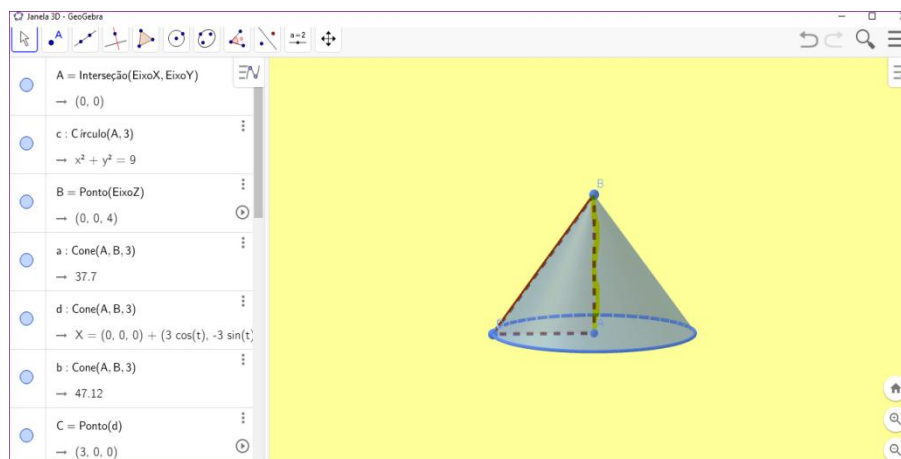 Janela 3D - GeoGebra
A
a=2
A = Interseção(EixoX, EixoY)
→ (0, 0)
c : Círculo(A, 3)
→ x² + y² = 9
B = Ponto(EixoZ)
→ (0, 0, 4)
a : Cone(A, B, 3)
→ 37.7
d : Cone(A, B, 3)
→ X = (0, 0, 0) + (3 cos(t), -3 sin(t)
b : Cone(A, B, 3)
→ 47.12
C = Ponto(d)
→ (3, 0, 0)
B
A